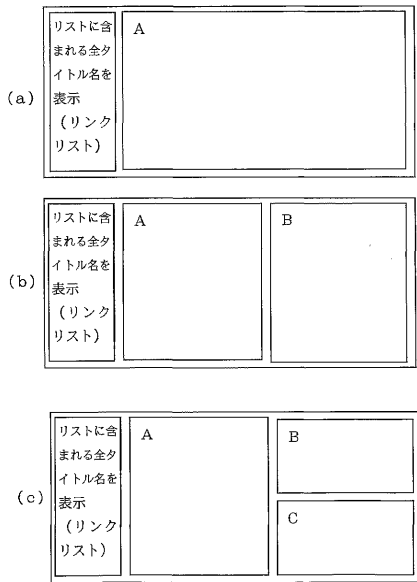 (a)
リストに含
まれる全タ
イトル名を
表示
(リンク
リスト)
A
(b)
リストに含
まれる全タ
イトル名を
表示
(リンク
リスト)
A
B
(c)
リストに含
まれる全タ
イトル名を
表示
(リンク
リスト)
A
B
C